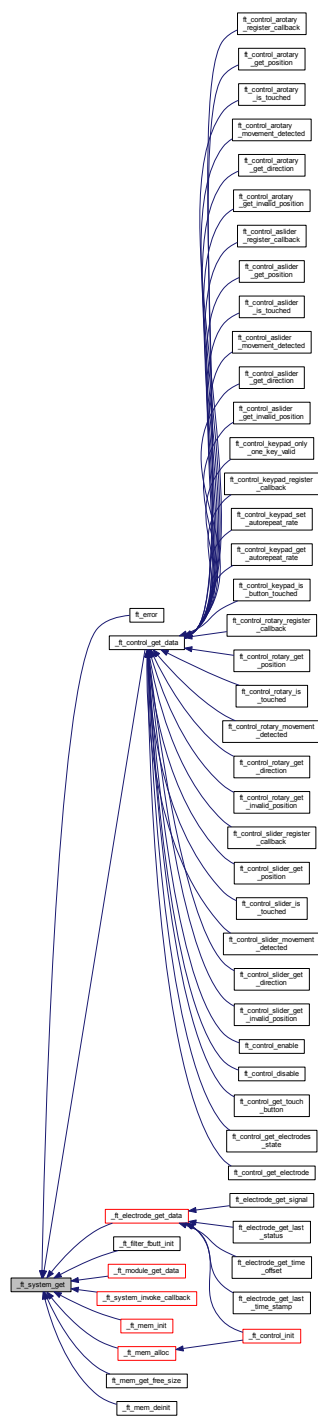 ft_control_arotary
_register_callback
ft_control_arotary
_get_position
ft_control_arotary
_is_touched
ft_control_arotary
_movement_detected
ft_control_arotary
_get_direction
ft_control_arotary
_get_invalid_position
ft_control_aslider
_register_callback
ft_control_aslider
_get_position
ft_control_aslider
_is_touched
ft_control_aslider
_movement_detected
ft_control_aslider
_get_direction
ft_control_aslider
_get_invalid_position
ft_control_keypad_only
_one_key_valid
ft_control_keypad_register
_callback
ft_control_keypad_set
_autorepeat_rate
ft_control_keypad_get
_autorepeat_rate
ft_control_keypad_is
_button_touched
ft_error
ft_control_rotary_register
_callback
_ft_control_get_data
ft_control_rotary_get
_position
ft_control_rotary_is
_touched
ft_control_rotary_movement
_detected
ft_control_rotary_get
_direction
ft_control_rotary_get
_invalid_position
ft_control_slider_register
_callback
ft_control_slider_get
_position
ft_control_slider_is
_touched
ft_control_slider_movement
_detected
ft_control_slider_get
_direction
ft_control_slider_get
_invalid_position
ft_control_enable
ft_control_disable
ft_control_get_touch
_button
ft_control_get_electrodes
_state
ft_control_get_electrode
ft_electrode_get_signal
_ft_electrode_get_data
ft_electrode_get_last
_status
_ft_filter_fbutt_init
ft_electrode_get_time
_offset
_ft_module_get_data
_ft_system_get
_ft_system_invoke_callback
ft_electrode_get_last
_time_stamp
_ft_mem_init
_ft_control_init
_ft_mem_alloc
ft_mem_get_free_size
_ft_mem_deinit